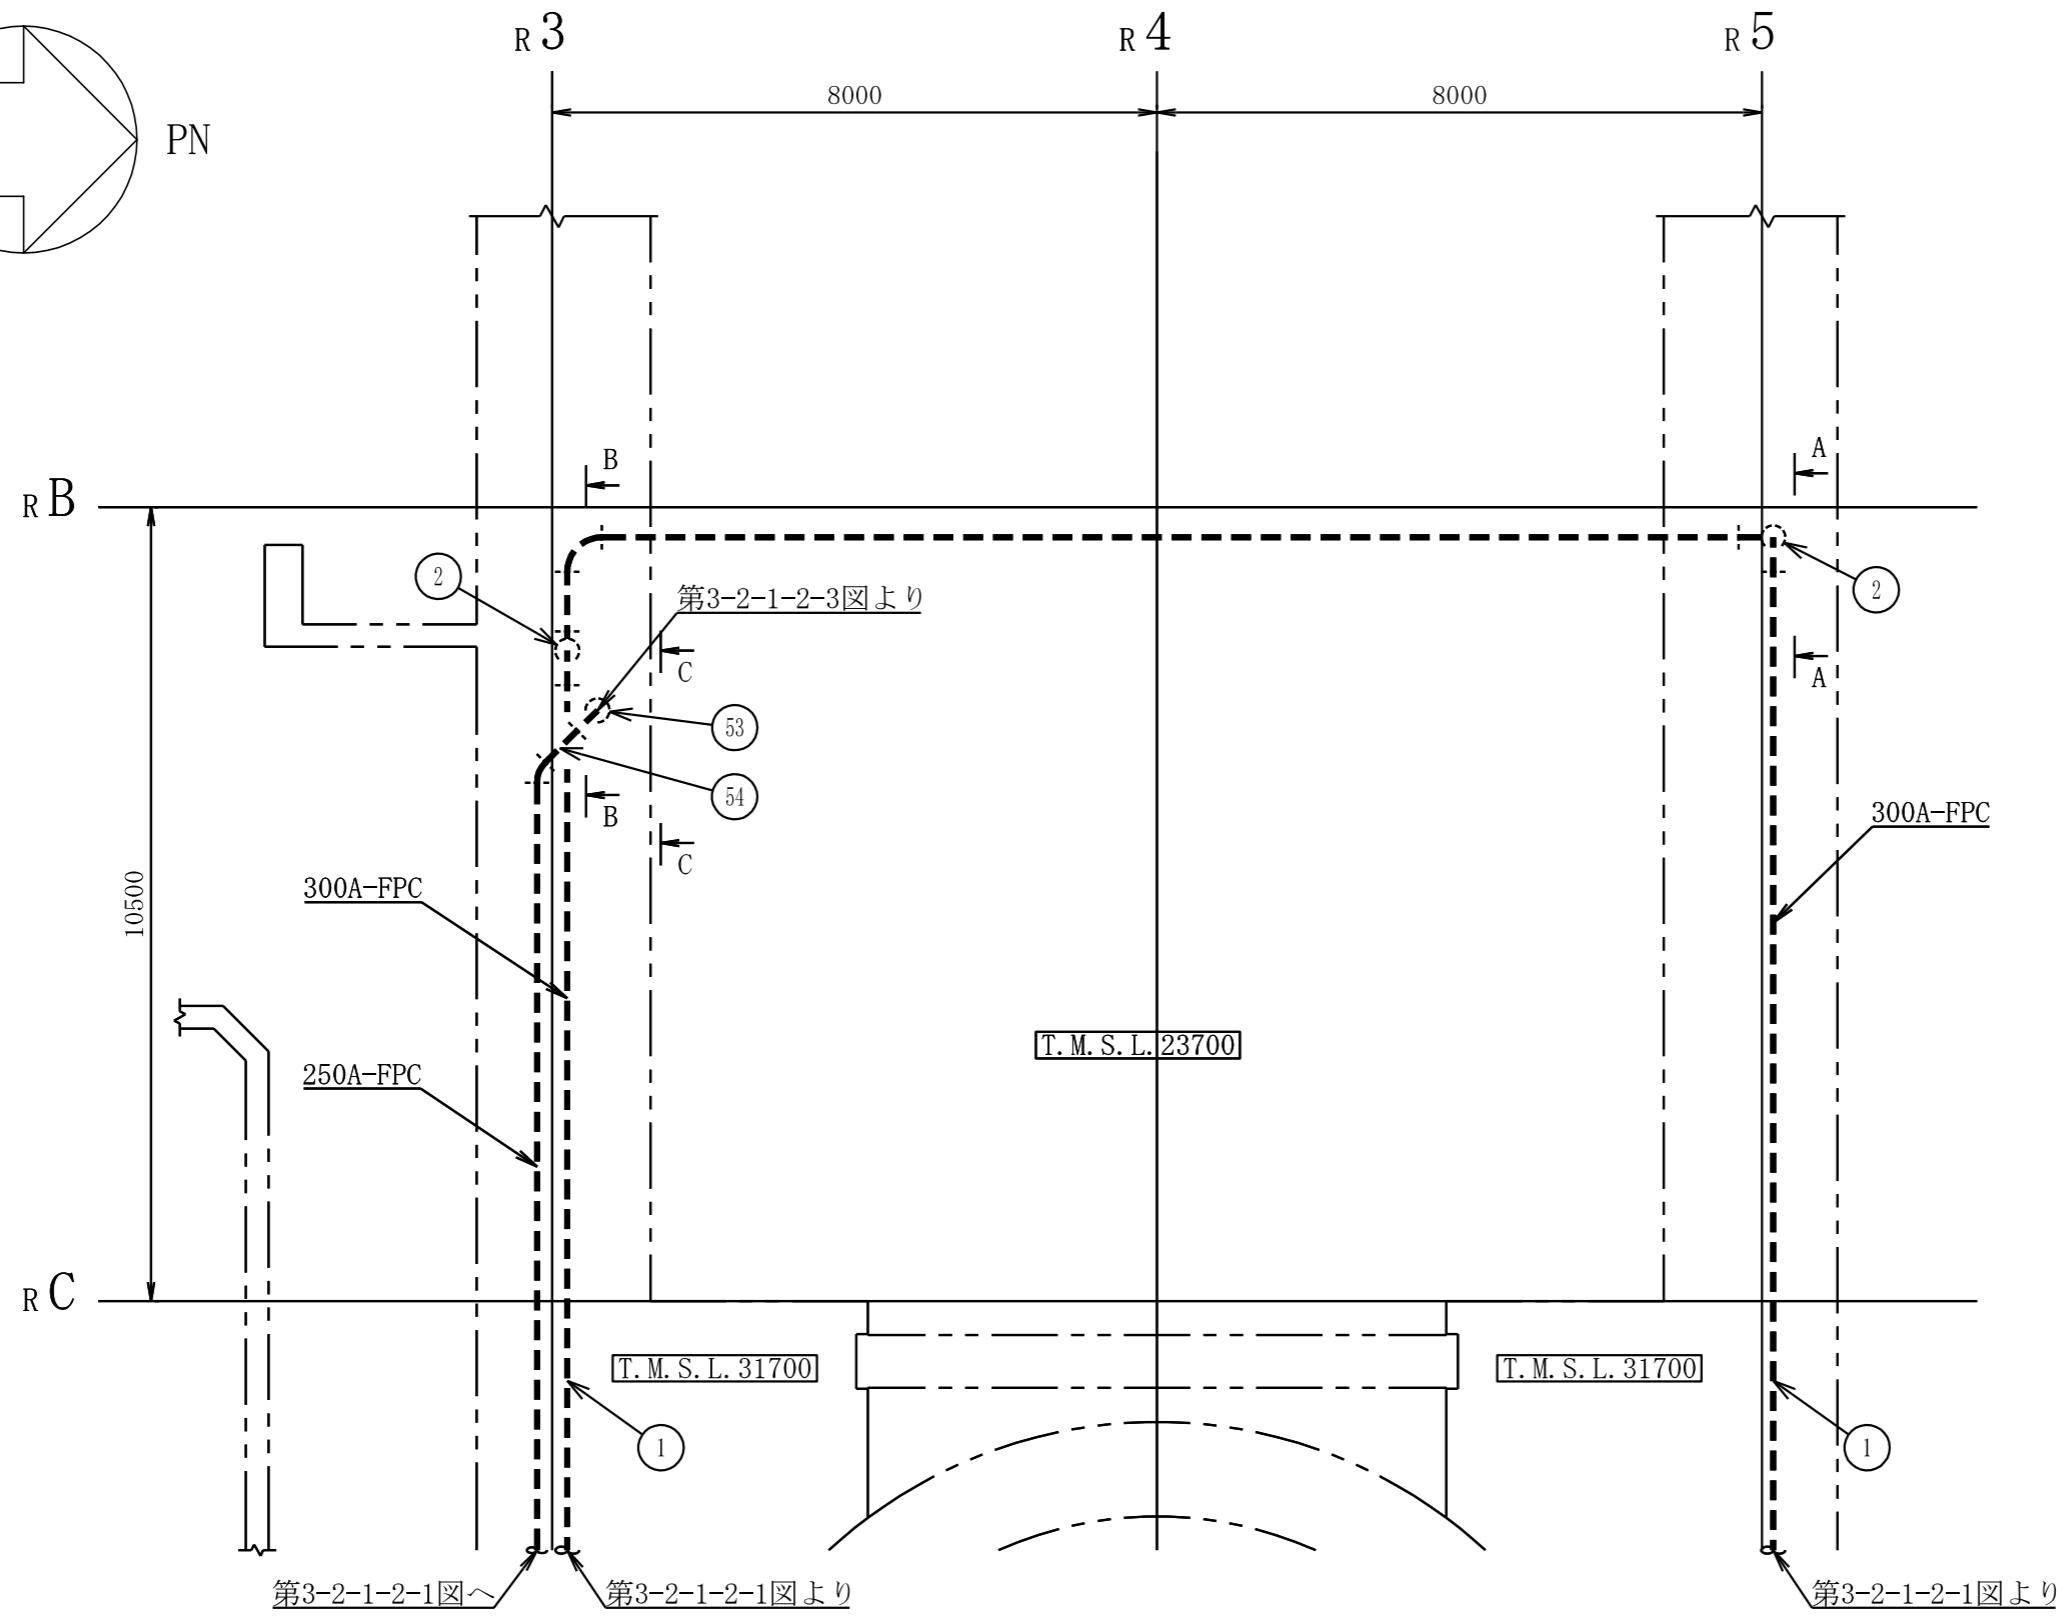 R3
R4
R5
8000
8000
PN
B
A
RB
2
第3-2-1-2-3図より
2
C
A
53
54
B
C
300A-FPC
300A-FPC
10500
T.M.S.L.23700
250A-FPC
RC
T.M.S.L.31700
T.M.S.L.31700
1
1
第3-2-1-2-1図へ
第3-2-1-2-1図より
第3-2-1-2-1図より